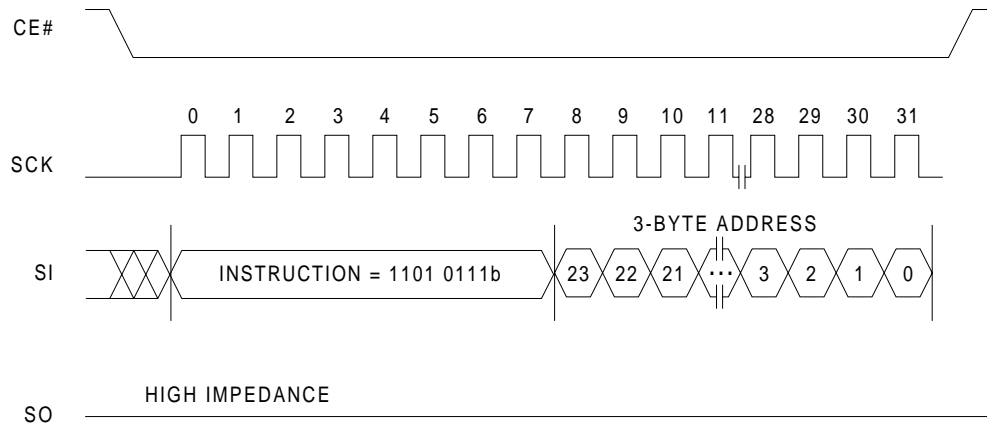 CE#
0 1 2 3 4 5 6 7 8 9 10 11 28 29 30 31
SCK
3-BYTE ADDRESS
SI INSTRUCTION = 1101 0111b 23 22 21 ... 3 2 1 0
HIGH IMPEDANCE
SO